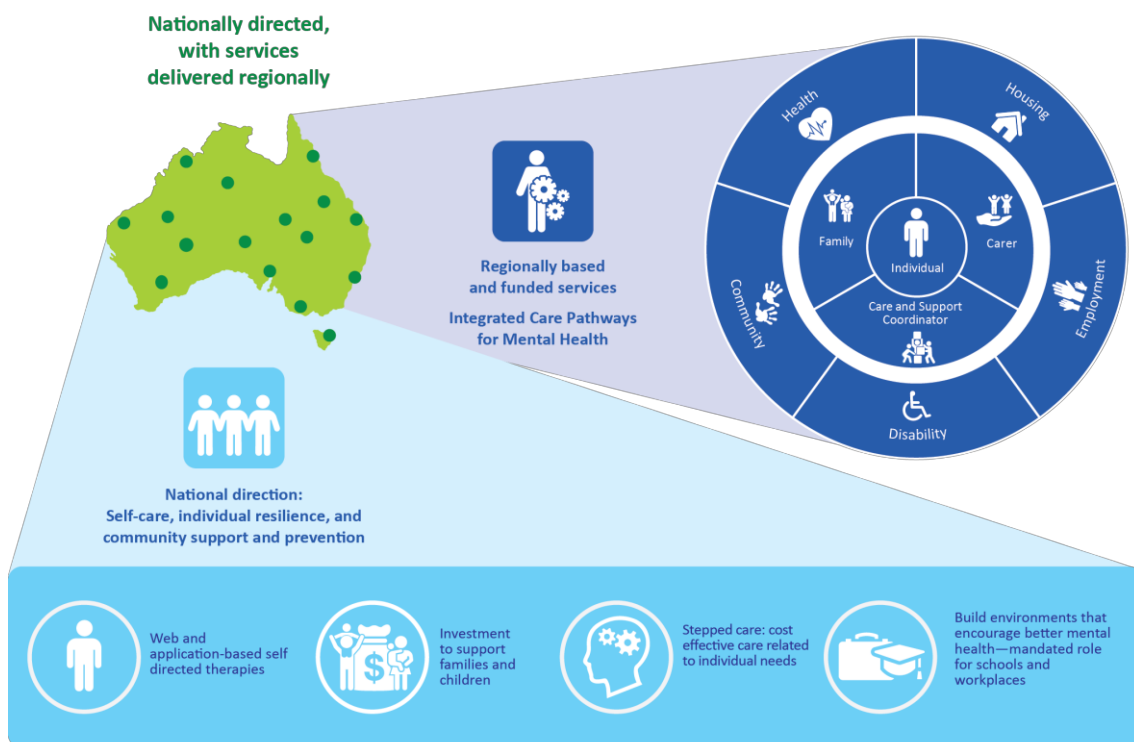 Nationally directed,
with services
delivered regionally
Regionally based
and funded services
Integrated Care Pathways
for Mental Health
Health
Housing
Family
Carer
Individual
Community
Care and Support
Coordinator
Employment
Disability
National direction:
Self-care, individual resilience, and
community support and prevention
Web and
application-based self
directed therapies
$
Investment
to support
families and
children
Stepped care: cost
effective care related
to individual needs
Build environments that
encourage better mental
health—mandated role
for schools and
workplaces